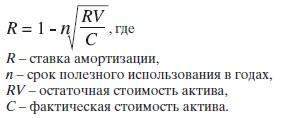 R = 1 - n√(RV/C), где
R – ставка амортизации,
n – срок полезного использования в годах,
RV – остаточная стоимость актива,
C – фактическая стоимость актива.